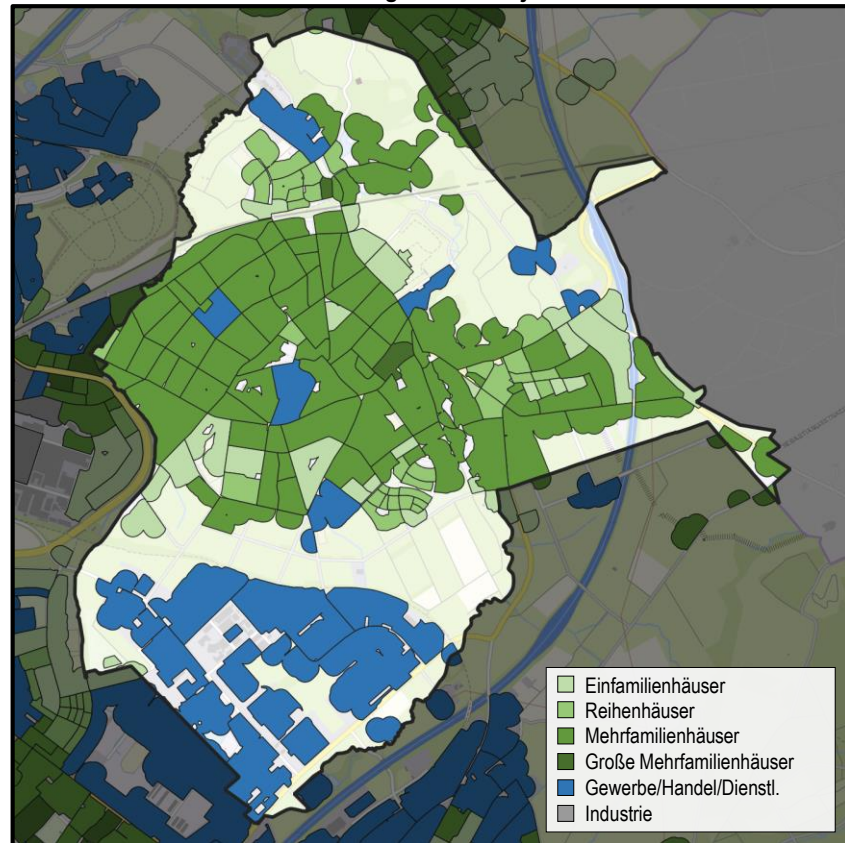 Einfamilienhäuser
Reihenhäuser
Mehrfamilienhäuser
Große Mehrfamilienhäuser
Gewerbe/Handel/Dienstl.
Industrie